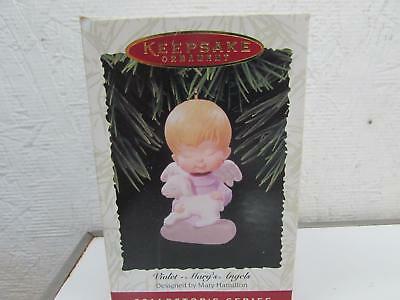 KEEPSAKE
ORNAMENT
Violet - Mary's Angels
Designed by Mary Hamilton
COLLECTOR'S SERIES